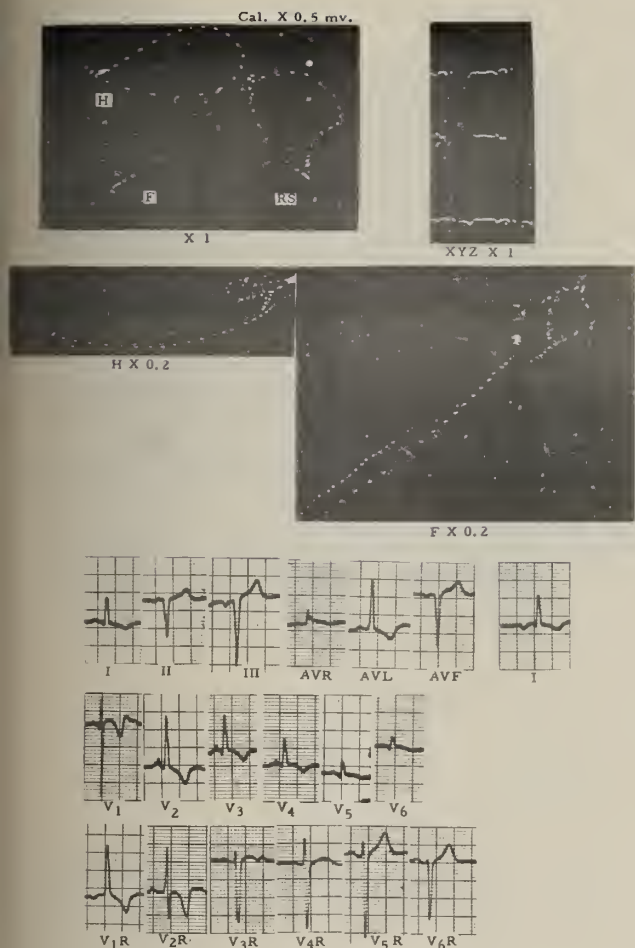 Cal. X 0.5 mv.
H
F
RS
X 1
XYZ X 1
H X 0.2
F X 0.2
I II III AVR AVL AVF I
V1 V2 V3 V4 V5 V6
V1R V2R V3R V4R V5R V6R